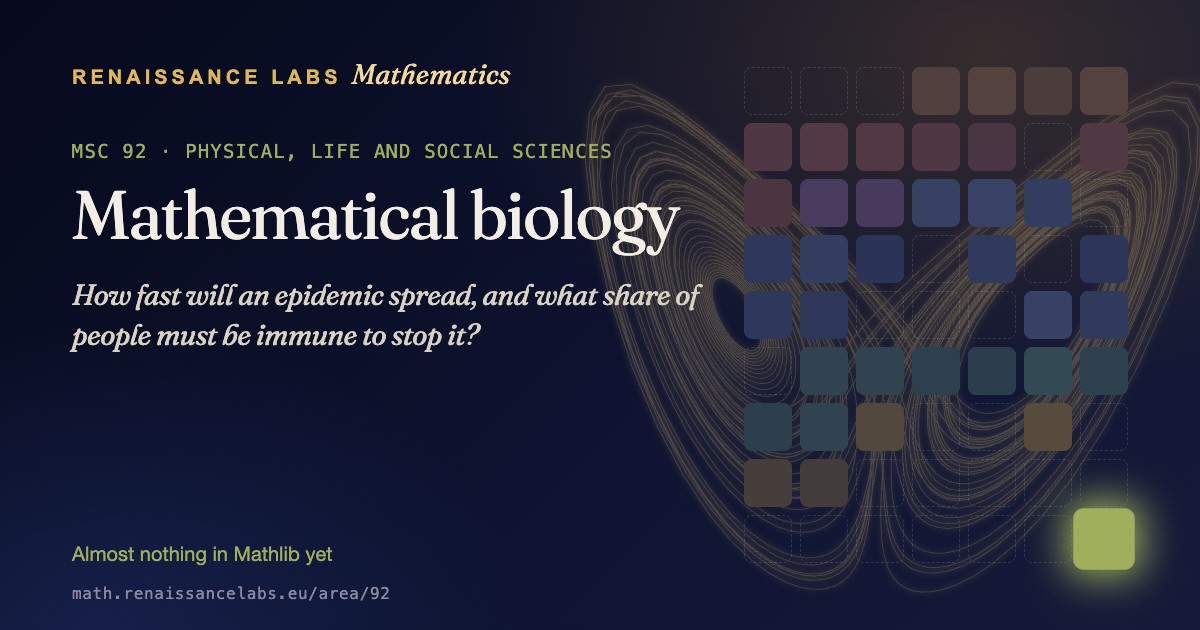 RENAISSANCE LABS Mathematics
MSC 92 · PHYSICAL, LIFE AND SOCIAL SCIENCES
Mathematical biology
How fast will an epidemic spread, and what share of
people must be immune to stop it?
Almost nothing in Mathlib yet
math.renaissancelabs.eu/area/92